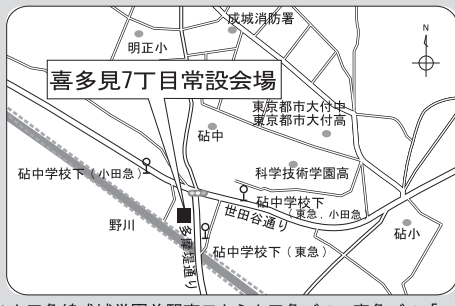 成城消防署
N
明正小
喜多見7丁目常設会場
東京都市大付中
東京都市大付高
砧中
砧中学校下（小田急）
科学技術学園高
砧中学校下
（東急．小田急）
世田谷通り
砧小
野川
多摩堤通り
砧中学校下（東急）